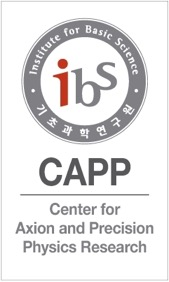 Institute for Basic Science
ibs
기초과학연구원
CAPP
Center for
Axion and Precision
Physics Research